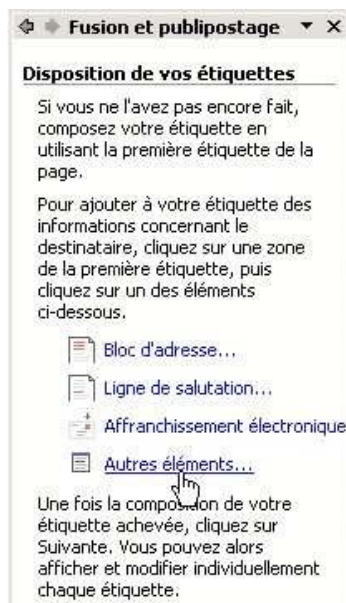 Fusion et publipostage
Disposition de vos étiquettes
Si vous ne l'avez pas encore fait,
composez votre étiquette en
utilisant la première étiquette de la
page.
Pour ajouter à votre étiquette des
informations concernant le
destinataire, cliquez sur une zone
de la première étiquette, puis
cliquez sur un des éléments
ci-dessous.
Bloc d'adresse...
Ligne de salutation...
Affranchissement électronique
Autres éléments...
Une fois la composition de votre
étiquette achevée, cliquez sur
Suivante. Vous pouvez alors
afficher et modifier individuellement
chaque étiquette.